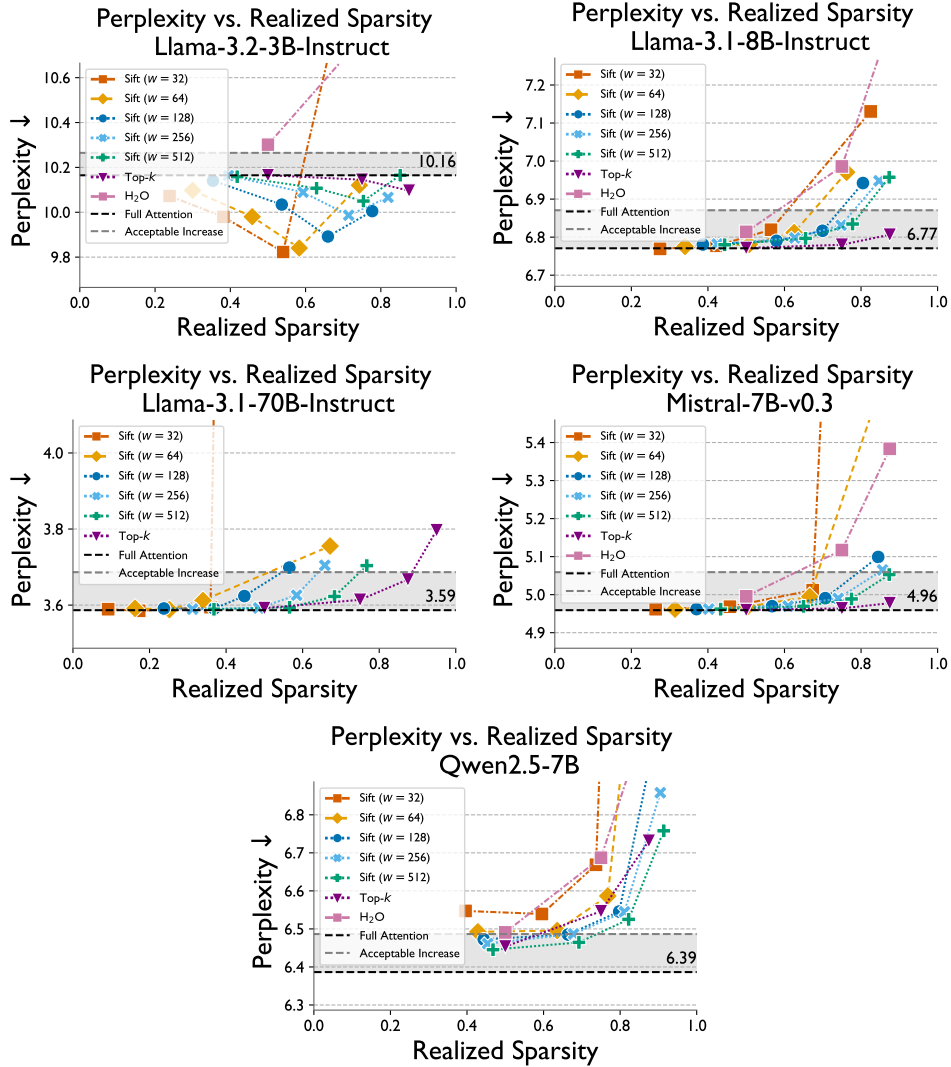 Perplexity vs. Realized Sparsity
Llama-3.2-3B-Instruct
Perplexity ↓
10.6
10.4
10.2
10.0
9.8
Sift (w = 32)
Sift (w = 64)
Sift (w = 128)
Sift (w = 256)
Sift (w = 512)
Top-k
H2O
Full Attention
Acceptable Increase
10.16
0.0 0.2 0.4 0.6 0.8 1.0
Realized Sparsity
Perplexity vs. Realized Sparsity
Llama-3.1-8B-Instruct
Perplexity ↓
7.2
7.1
7.0
6.9
6.8
6.7
Sift (w = 32)
Sift (w = 64)
Sift (w = 128)
Sift (w = 256)
Sift (w = 512)
Top-k
H2O
Full Attention
Acceptable Increase
6.77
0.0 0.2 0.4 0.6 0.8 1.0
Realized Sparsity
Perplexity vs. Realized Sparsity
Llama-3.1-70B-Instruct
Perplexity ↓
4.0
3.8
3.6
Sift (w = 32)
Sift (w = 64)
Sift (w = 128)
Sift (w = 256)
Sift (w = 512)
Top-k
Full Attention
Acceptable Increase
3.59
0.0 0.2 0.4 0.6 0.8 1.0
Realized Sparsity
Perplexity vs. Realized Sparsity
Mistral-7B-v0.3
Perplexity ↓
5.4
5.3
5.2
5.1
5.0
4.9
Sift (w = 32)
Sift (w = 64)
Sift (w = 128)
Sift (w = 256)
Sift (w = 512)
Top-k
H2O
Full Attention
Acceptable Increase
4.96
0.0 0.2 0.4 0.6 0.8 1.0
Realized Sparsity
Perplexity vs. Realized Sparsity
Qwen2.5-7B
Perplexity ↓
6.8
6.7
6.6
6.5
6.4
6.3
Sift (w = 32)
Sift (w = 64)
Sift (w = 128)
Sift (w = 256)
Sift (w = 512)
Top-k
H2O
Full Attention
Acceptable Increase
6.39
0.0 0.2 0.4 0.6 0.8 1.0
Realized Sparsity